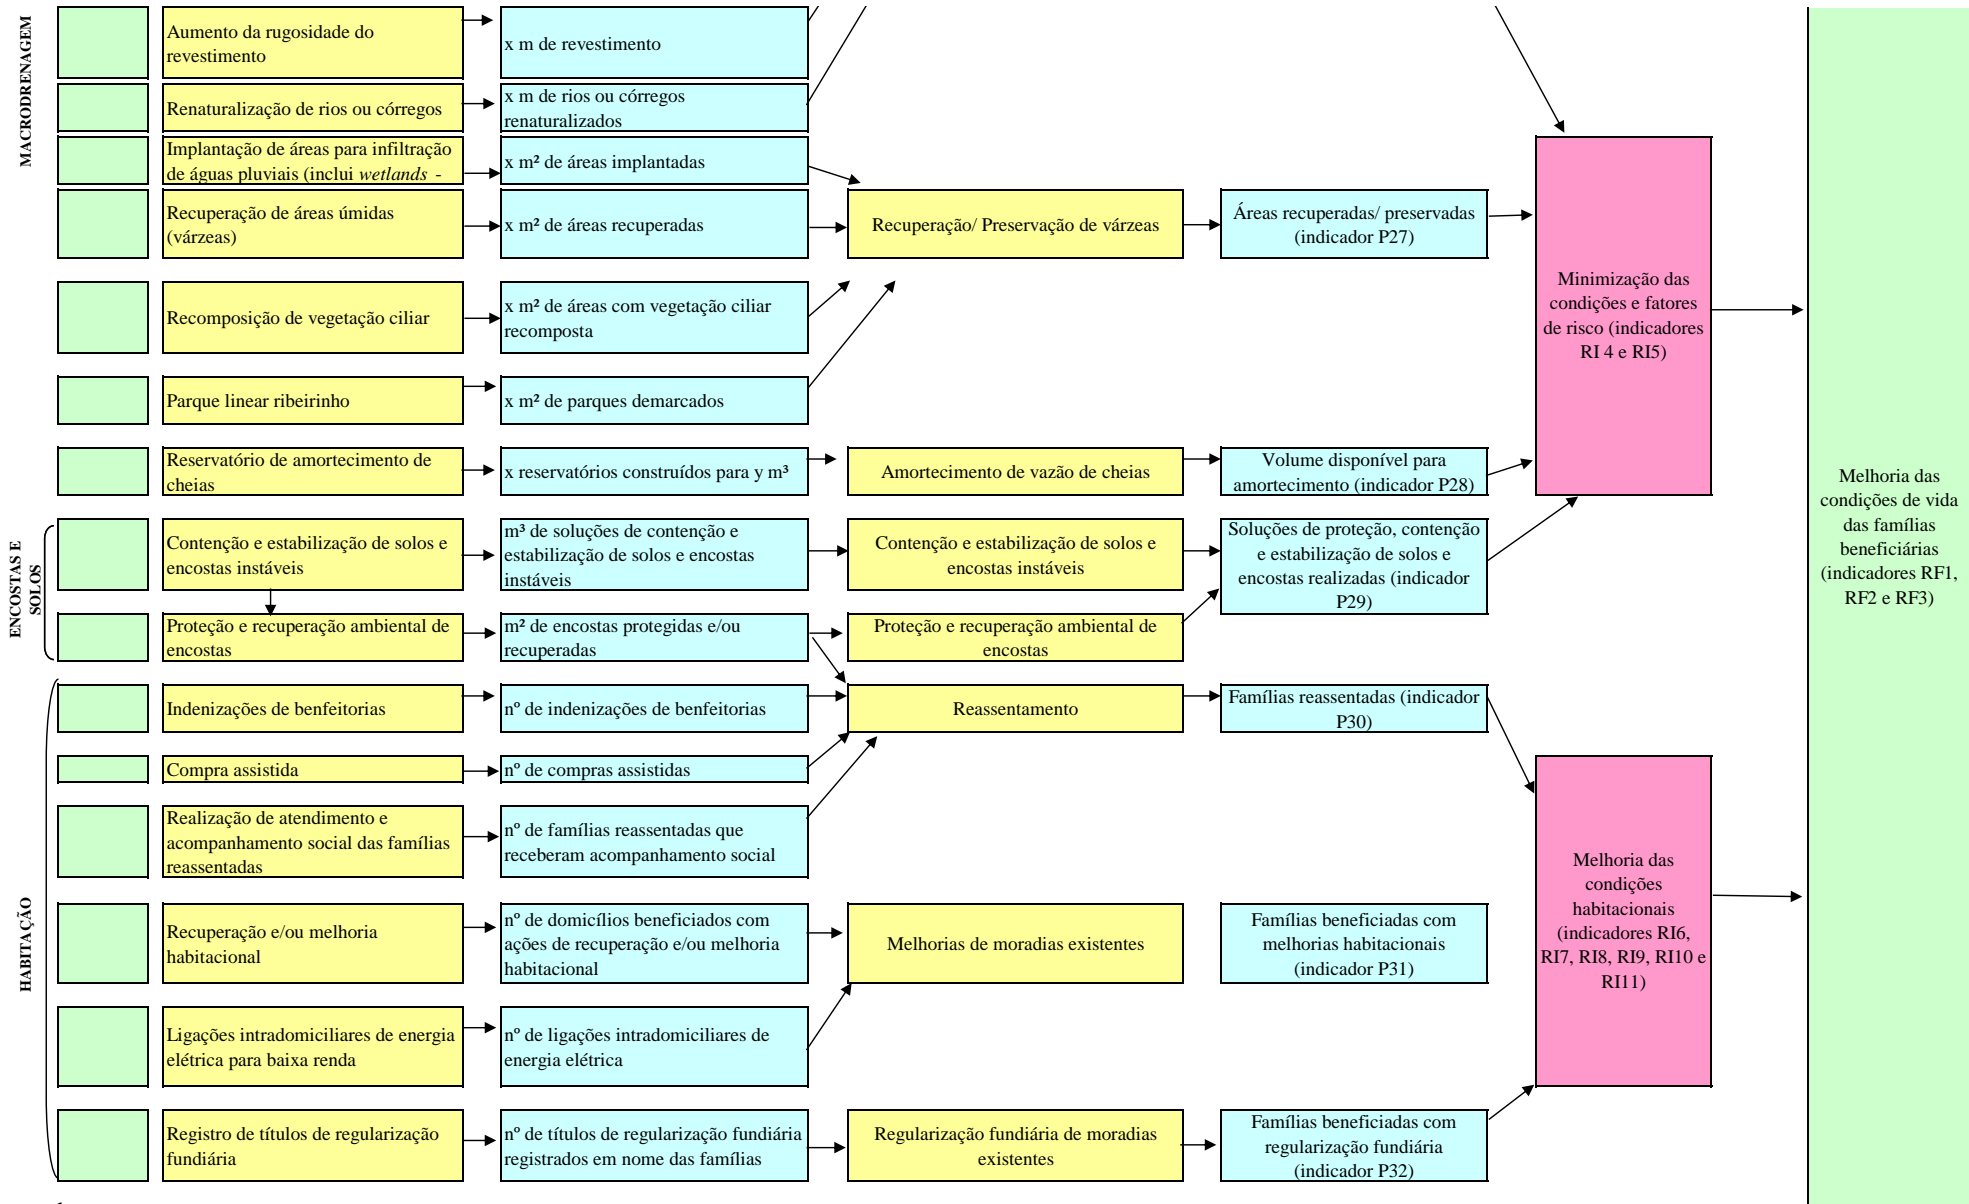 MACRODRENAGEM
Aumento da rugosidade do
revestimento
x m de revestimento
Renaturalização de rios ou córregos
x m de rios ou córregos
renaturalizados
Implantação de áreas para infiltração
de águas pluviais (inclui wetlands -
x m² de áreas implantadas
Recuperação de áreas úmidas
(várzeas)
x m² de áreas recuperadas
Recuperação/ Preservação de várzeas
Áreas recuperadas/ preservadas
(indicador P27)
Recomposição de vegetação ciliar
x m² de áreas com vegetação ciliar
recomposta
Parque linear ribeirinho
x m² de parques demarcados
Reservatório de amortecimento de
cheias
x reservatórios construídos para y m³
Amortecimento de vazão de cheias
Volume disponível para
amortecimento (indicador P28)
Minimização das
condições e fatores
de risco (indicadores
RI 4 e RI5)
ENCOSTAS E
SOLOS
Contenção e estabilização de solos e
encostas instáveis
m³ de soluções de contenção e
estabilização de solos e encostas
instáveis
Contenção e estabilização de solos e
encostas instáveis
Soluções de proteção, contenção
e estabilização de solos e
encostas realizadas (indicador
P29)
Proteção e recuperação ambiental de
encostas
m² de encostas protegidas e/ou
recuperadas
Proteção e recuperação ambiental de
encostas
HABITAÇÃO
Indenizações de benfeitorias
nº de indenizações de benfeitorias
Reassentamento
Famílias reassentadas (indicador
P30)
Compra assistida
nº de compras assistidas
Realização de atendimento e
acompanhamento social das famílias
reassentadas
nº de famílias reassentadas que
receberam acompanhamento social
Recuperação e/ou melhoria
habitacional
nº de domicílios beneficiados com
ações de recuperação e/ou melhoria
habitacional
Melhorias de moradias existentes
Famílias beneficiadas com
melhorias habitacionais
(indicador P31)
Ligações intradomiciliares de energia
elétrica para baixa renda
nº de ligações intradomiciliares de
energia elétrica
Registro de títulos de regularização
fundiária
nº de títulos de regularização fundiária
registrados em nome das famílias
Regularização fundiária de moradias
existentes
Famílias beneficiadas com
regularização fundiária
(indicador P32)
Melhoria das
condições
habitacionais
(indicadores RI6,
RI7, RI8, RI9, RI10 e
RI11)
Melhoria das
condições de vida
das famílias
beneficiárias
(indicadores RF1,
RF2 e RF3)